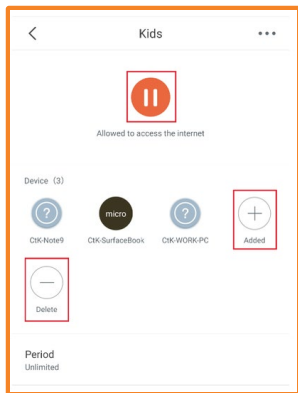 Kids
Allowed to access the internet
Device (3)
?
micro
?
CtK-Note9
CtK-SurfaceBook
CtK-WORK-PC
Added
Delete
Period
Unlimited